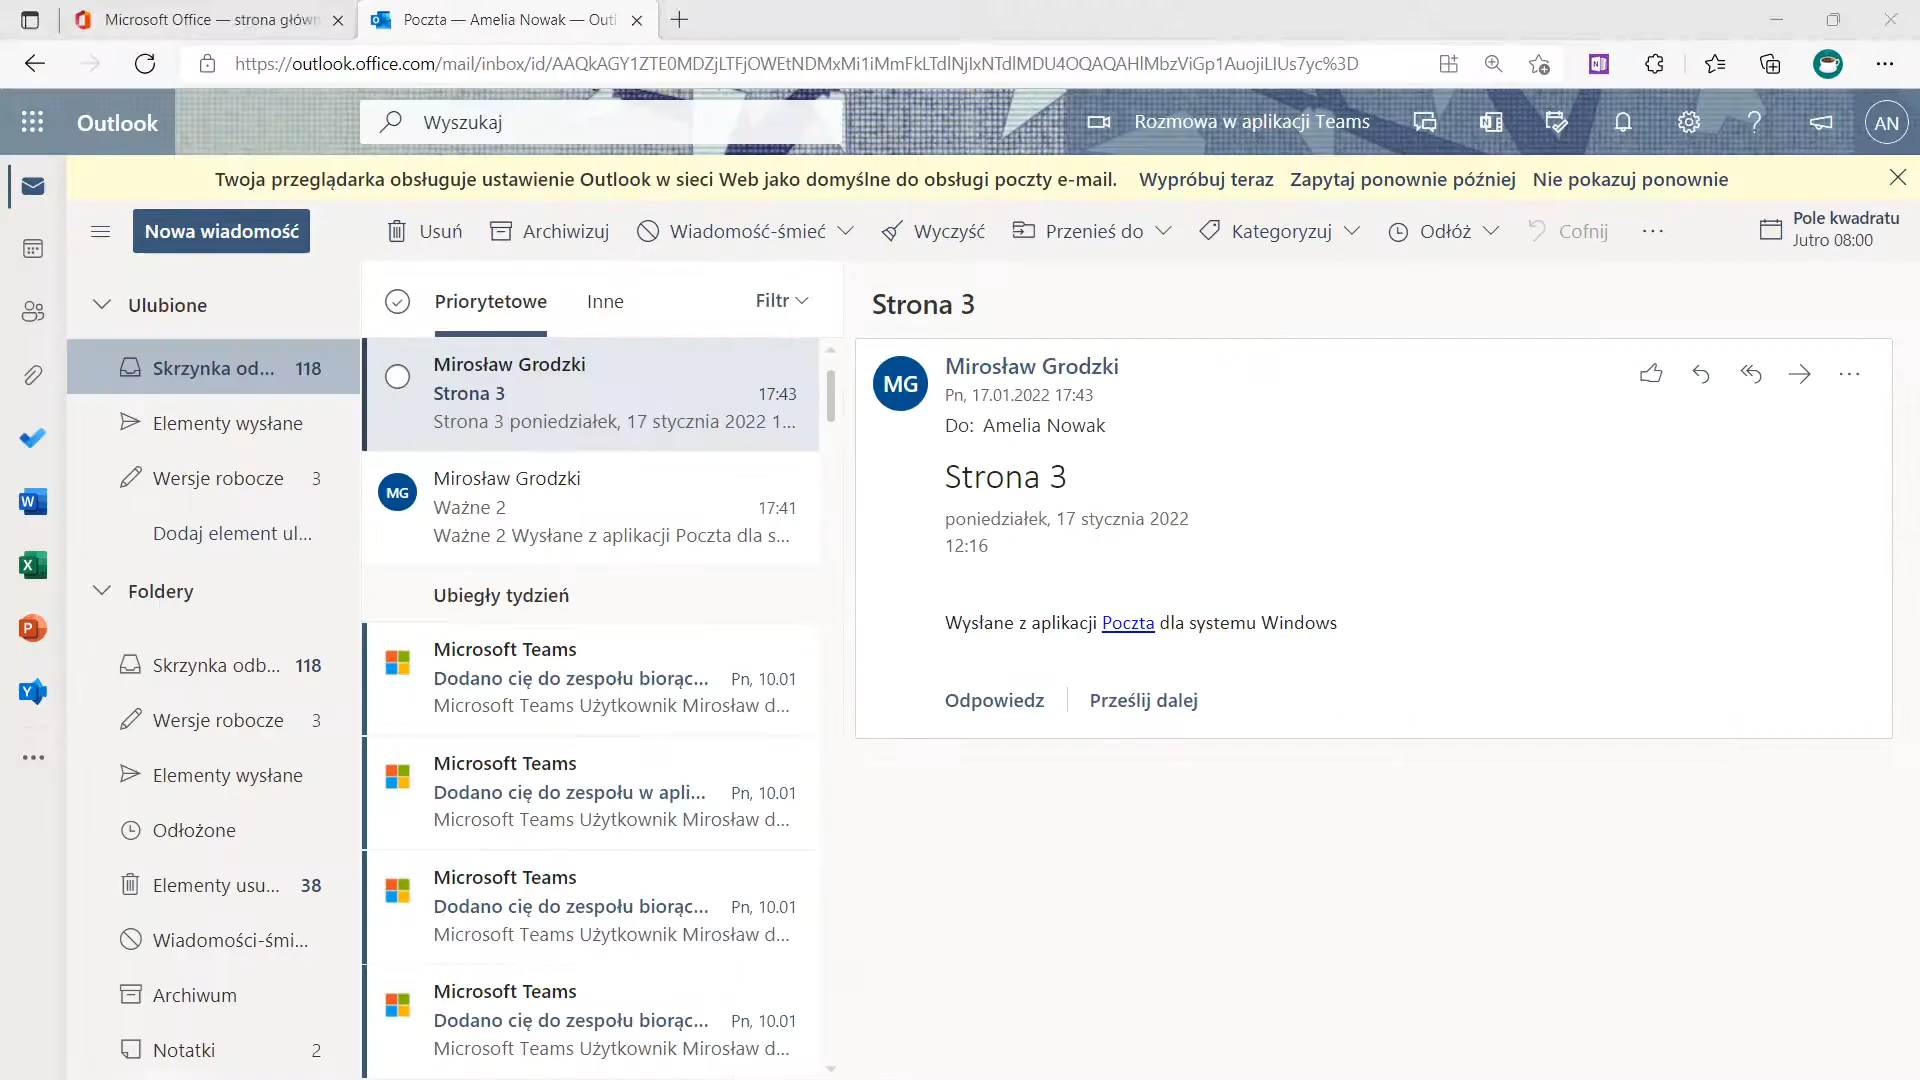 Microsoft Office — strona główn
Poczta — Amelia Nowak — Outl
https://outlook.office.com/mail/inbox/id/AAQkAGY1ZTE0MDZjLTFjOWEtNDMxMi1iMmFkLTdlNjIxNTdlMDU4OQAQAHlMbzViGp1AuojiLlUs7yc%3D
Outlook
Wyszukaj
Rozmowa w aplikacji Teams
AN
Twoja przeglądarka obsługuje ustawienie Outlook w sieci Web jako domyślne do obsługi poczty e-mail. Wypróbuj teraz Zapytaj ponownie później Nie pokazuj ponownie
Nowa wiadomość
Usuń
Archiwizuj
Wiadomość-śmieć
Wyczyść
Przenieś do
Kategoryzuj
Odłóż
Cofnij
Pole kwadratu
Jutro 08:00
Ulubione
Skrzynka od... 118
Elementy wysłane
Wersje robocze 3
Dodaj element ul...
Foldery
Skrzynka odb... 118
Wersje robocze 3
Elementy wysłane
Odłożone
Elementy usu... 38
Wiadomości-śmi...
Archiwum
Notatki 2
Priorytetowe
Inne
Filtr
Mirosław Grodzki
Strona 3 17:43
Strona 3 poniedziałek, 17 stycznia 2022 1...
MG
Mirosław Grodzki
Ważne 2 17:41
Ważne 2 Wysłane z aplikacji Poczta dla s...
Ubiegły tydzień
Microsoft Teams
Dodano cię do zespołu biorąc... Pn, 10.01
Microsoft Teams Użytkownik Mirosław d...
Microsoft Teams
Dodano cię do zespołu w apli... Pn, 10.01
Microsoft Teams Użytkownik Mirosław d...
Microsoft Teams
Dodano cię do zespołu biorąc... Pn, 10.01
Microsoft Teams Użytkownik Mirosław d...
Microsoft Teams
Dodano cię do zespołu biorąc... Pn, 10.01
Microsoft Teams Użytkownik Mirosław d...
Strona 3
MG
Mirosław Grodzki
Pn, 17.01.2022 17:43
Do: Amelia Nowak
Strona 3
poniedziałek, 17 stycznia 2022
12:16
Wysłane z aplikacji Poczta dla systemu Windows
Odpowiedz
Prześlij dalej